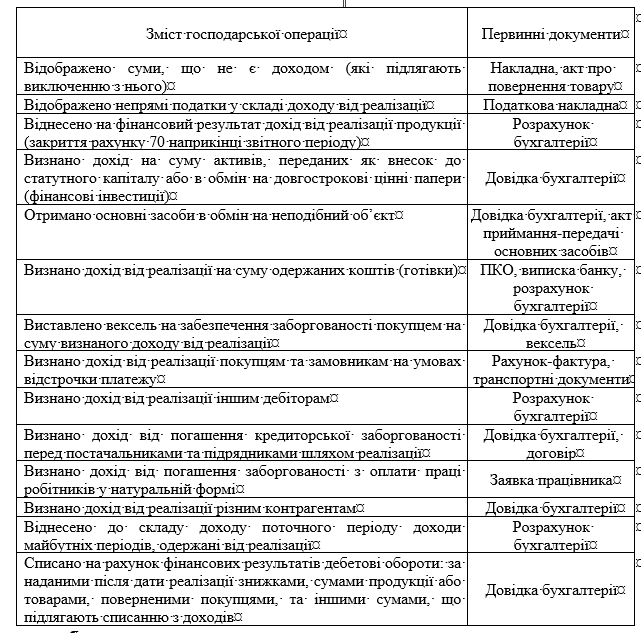 Зміст господарської операції
Первинні документи
Відображено суми, що не є доходом (які підлягають
виключенню з нього)
Накладна, акт про
повернення товару
Відображено непрямі податки у складі доходу від реалізації
Податкова накладна
Віднесено на фінансовий результат дохід від реалізації продукції
(закриття рахунку 70 наприкінці звітного періоду)
Розрахунок
бухгалтерії
Визнано дохід на суму активів, переданих як внесок до
статутного капіталу або в обмін на довгострокові цінні папери
(фінансові інвестиції)
Довідка бухгалтерії
Отримано основні засоби в обмін на неподібний об’єкт
Довідка бухгалтерії, акт
приймання-передачі
основних засобів
Визнано дохід від реалізації на суму одержаних коштів (готівки)
ПКО, виписка банку,
розрахунок
бухгалтерії
Виставлено вексель на забезпечення заборгованості покупцем на
суму визнаного доходу від реалізації
Довідка бухгалтерії,
вексель
Визнано дохід від реалізації покупцям та замовникам на умовах
відстрочки платежу
Рахунок-фактура,
транспортні документи
Визнано дохід від реалізації іншим дебіторам
Розрахунок
бухгалтерії
Визнано дохід від погашення кредиторської заборгованості
перед постачальниками та підрядниками шляхом реалізації
Довідка бухгалтерії,
договір
Визнано дохід від погашення заборгованості з оплати праці
робітників у натуральній формі
Заявка працівника
Визнано дохід від реалізації різним контрагентам
Довідка бухгалтерії
Віднесено до складу доходу поточного періоду доходи
майбутніх періодів, одержані від реалізації
Розрахунок
бухгалтерії
Списано на рахунок фінансових результатів дебетові обороти: за
наданими після дати реалізації знижками, сумами продукції або
товарами, поверненими покупцями, та іншими сумами, що
підлягають списанню з доходів
Довідка бухгалтерії